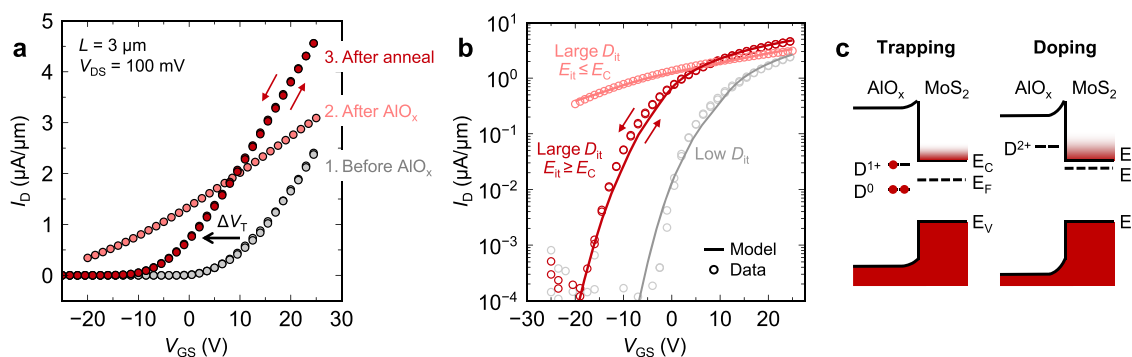 a
L = 3 µm
V_DS = 100 mV
3. After anneal
2. After AlO_x
1. Before AlO_x
ΔV_T
I_D (µA/µm)
5
4
3
2
1
0
−20 −10 0 10 20 30
V_GS (V)
b
Large D_it
E_it ≤ E_C
Large D_it
E_it ≥ E_C
Low D_it
Model
Data
I_D (µA/µm)
10^1
10^0
10^−1
10^−2
10^−3
10^−4
−30 −20 −10 0 10 20
V_GS (V)
c
Trapping
AlO_x MoS_2
D^1+
D^0
E_C
E_F
E_V
Doping
AlO_x MoS_2
D^2+
E
E
E